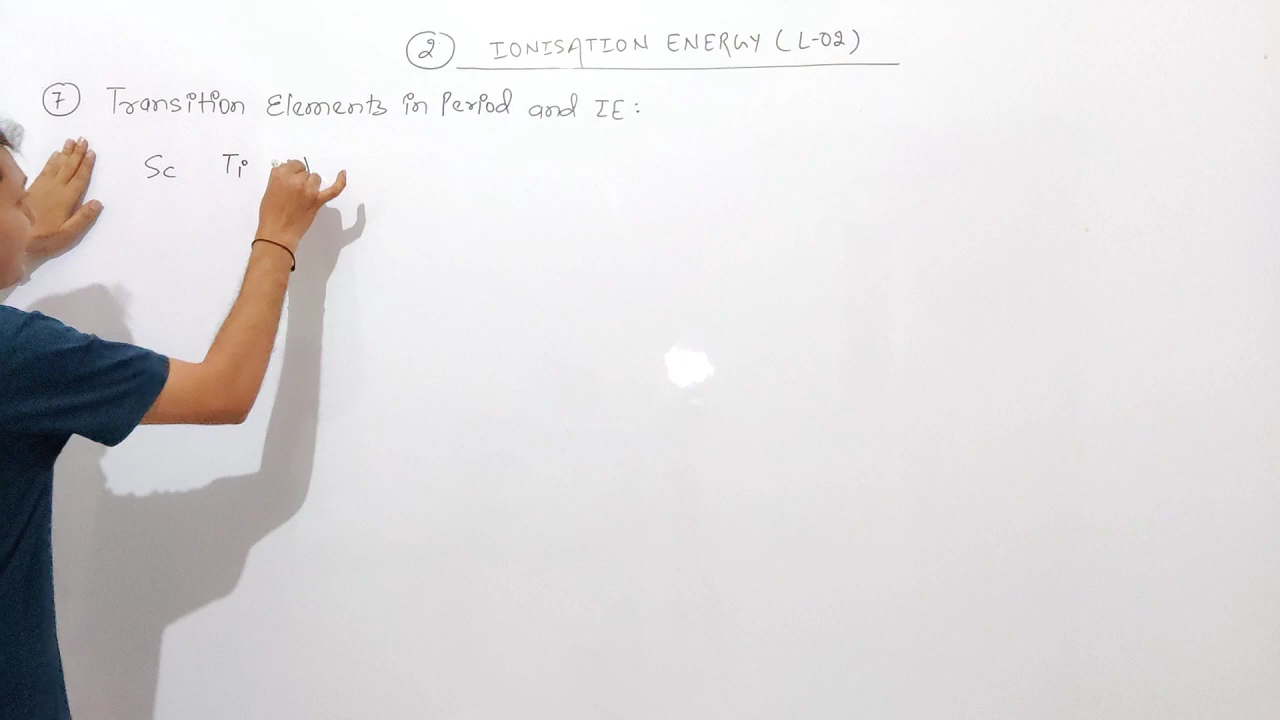 ② IONISATION ENERGY (L-02)
⑦ Transition Elements in Period and IE:
Sc Ti